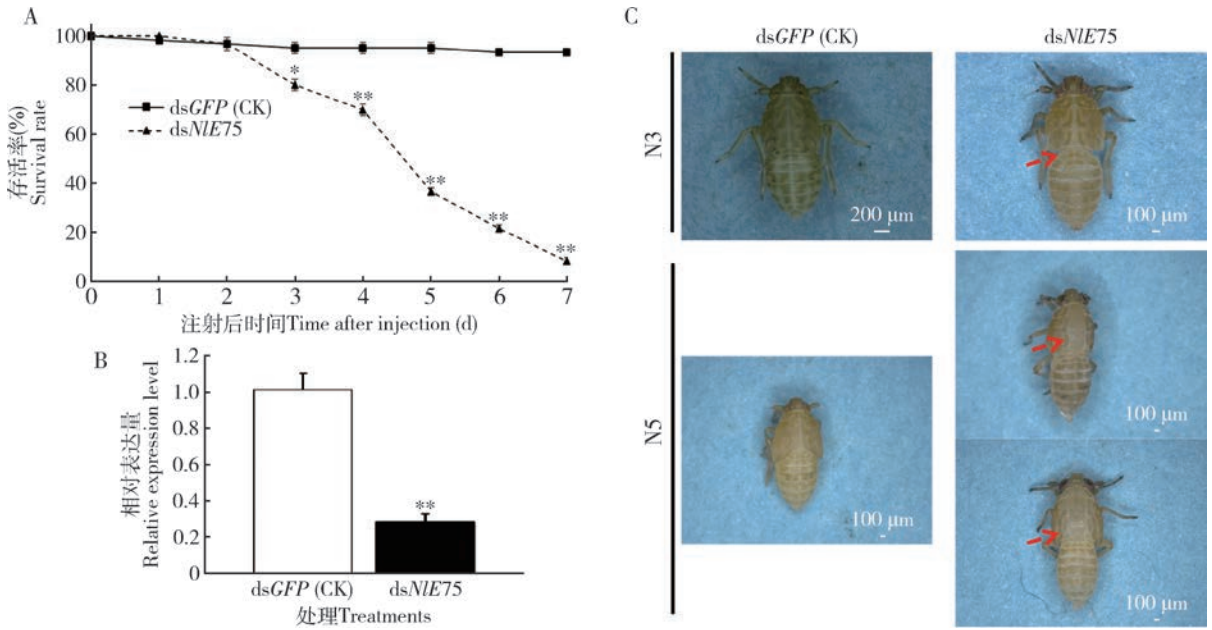 A
100
80
60
40
20
0
存活率(%)
Survival rate
dsGFP (CK)
dsNlE75
*
**
**
**
**
0 1 2 3 4 5 6 7
注射后时间Time after injection (d)
B
1.2
1.0
0.8
0.6
0.4
0.2
0
相对表达量
Relative expression level
**
dsGFP (CK) dsNlE75
处理Treatments
C
dsGFP (CK) dsNlE75
N3
200 μm
100 μm
N5
100 μm
100 μm
100 μm